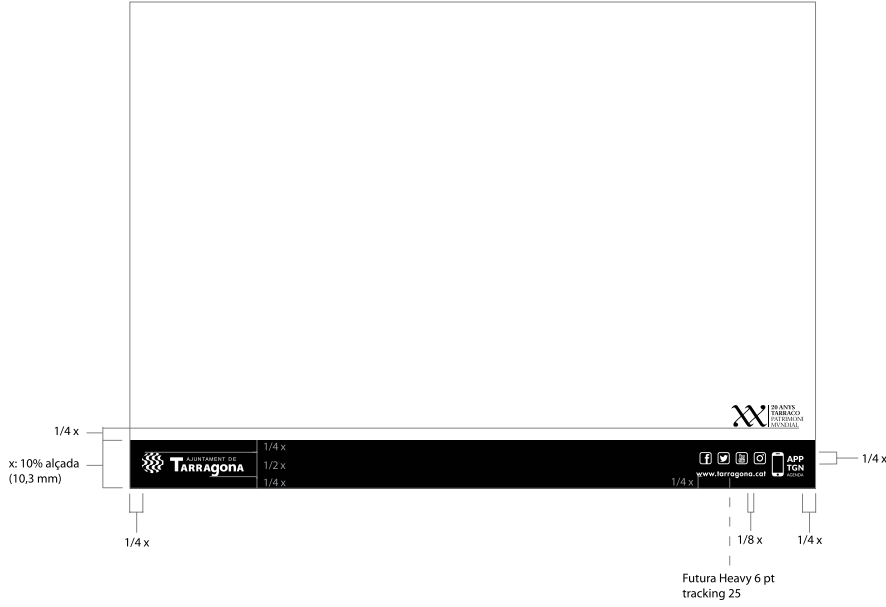 20 ANYS
TARRACO
PATRIMONI
MVNDIAL
1/4 x
x: 10% alçada
(10,3 mm)
AJUNTAMENT DE
TARRAgONA
1/4 x
1/2 x
1/4 x
1/4 x
www.tarragona.cat
APP
TGN
AGENDA
1/4 x
1/4 x
1/8 x
1/4 x
Futura Heavy 6 pt
tracking 25